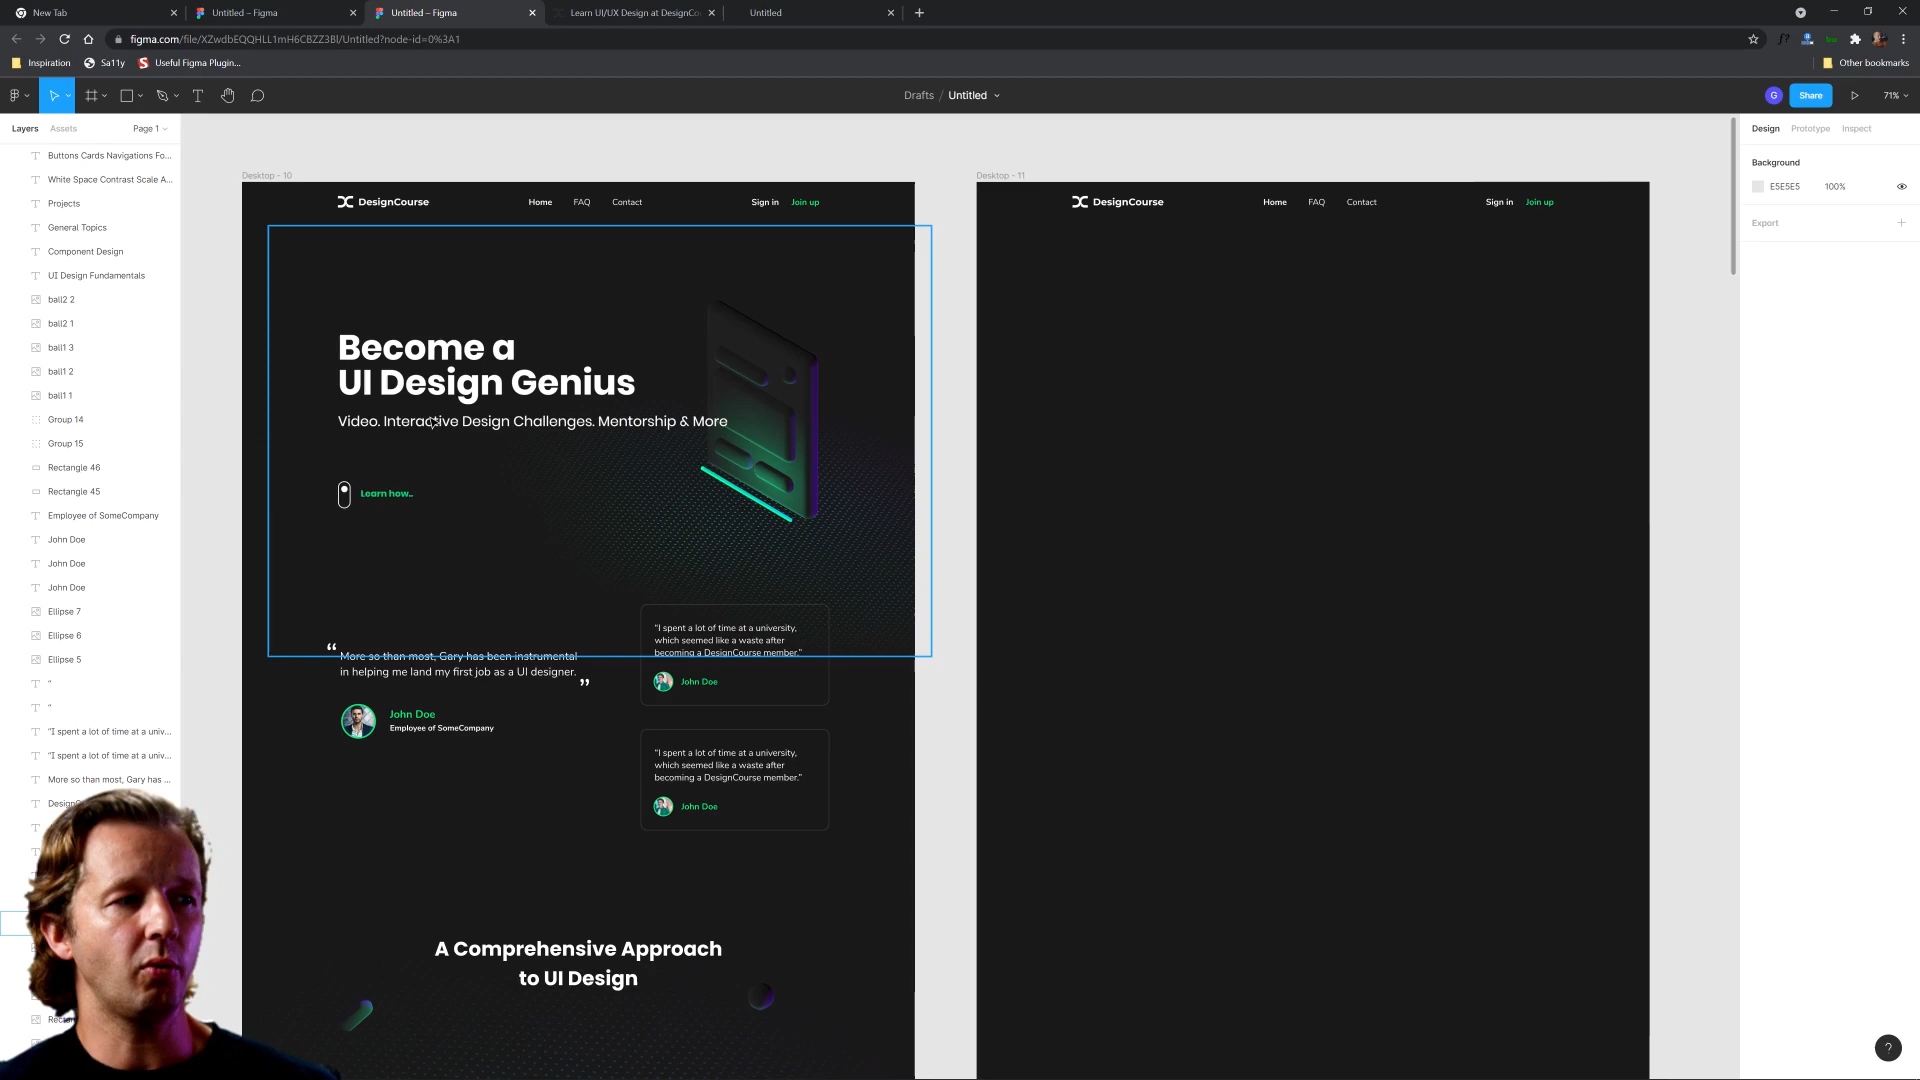 New Tab
Untitled – Figma
Untitled – Figma
Learn UI/UX Design at DesignCo
Untitled
figma.com/file/XZwdbEQQHLL1mH6CBZZ3Bl/Untitled?node-id=0%3A1
Inspiration
Sa11y
Useful Figma Plugin...
Other bookmarks
Drafts / Untitled
G
Share
71%
Layers
Assets
Page 1
Design
Prototype
Inspect
Background
E5E5E5
100%
Export
Buttons Cards Navigations Fo...
White Space Contrast Scale A...
Projects
General Topics
Component Design
UI Design Fundamentals
ball2 2
ball2 1
ball1 3
ball1 2
ball1 1
Group 14
Group 15
Rectangle 46
Rectangle 45
Employee of SomeCompany
John Doe
John Doe
John Doe
Ellipse 7
Ellipse 6
Ellipse 5
"
"
"I spent a lot of time at a univ...
"I spent a lot of time at a univ...
More so than most, Gary has ...
Desktop - 10
DesignCourse
Home
FAQ
Contact
Sign in
Join up
Become a
UI Design Genius
Video. Interactive Design Challenges. Mentorship & More
Learn how..
“
More so than most, Gary has been instrumental
in helping me land my first job as a UI designer.
”
John Doe
Employee of SomeCompany
"I spent a lot of time at a university,
which seemed like a waste after
becoming a DesignCourse member."
John Doe
"I spent a lot of time at a university,
which seemed like a waste after
becoming a DesignCourse member."
John Doe
A Comprehensive Approach
to UI Design
Desktop - 11
DesignCourse
Home
FAQ
Contact
Sign in
Join up
?